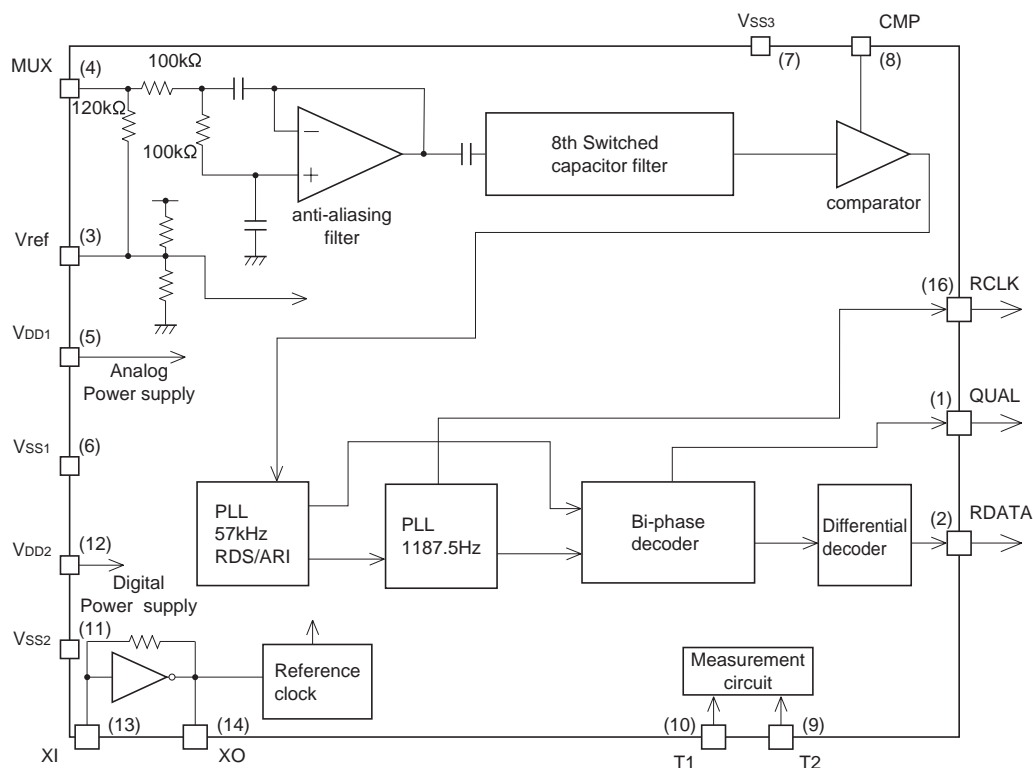 VSS3
CMP
MUX
(4)
(7)
(8)
100kΩ
120kΩ
100kΩ
8th Switched
capacitor filter
anti-aliasing
filter
comparator
Vref
(3)
(16)
RCLK
VDD1
(5)
Analog
Power supply
(1)
QUAL
VSS1
(6)
PLL
57kHz
RDS/ARI
PLL
1187.5Hz
Bi-phase
decoder
Differential
decoder
(2)
RDATA
VDD2
(12)
Digital
Power supply
VSS2
(11)
Reference
clock
Measurement
circuit
XI
(13)
(14)
XO
(10)
T1
(9)
T2